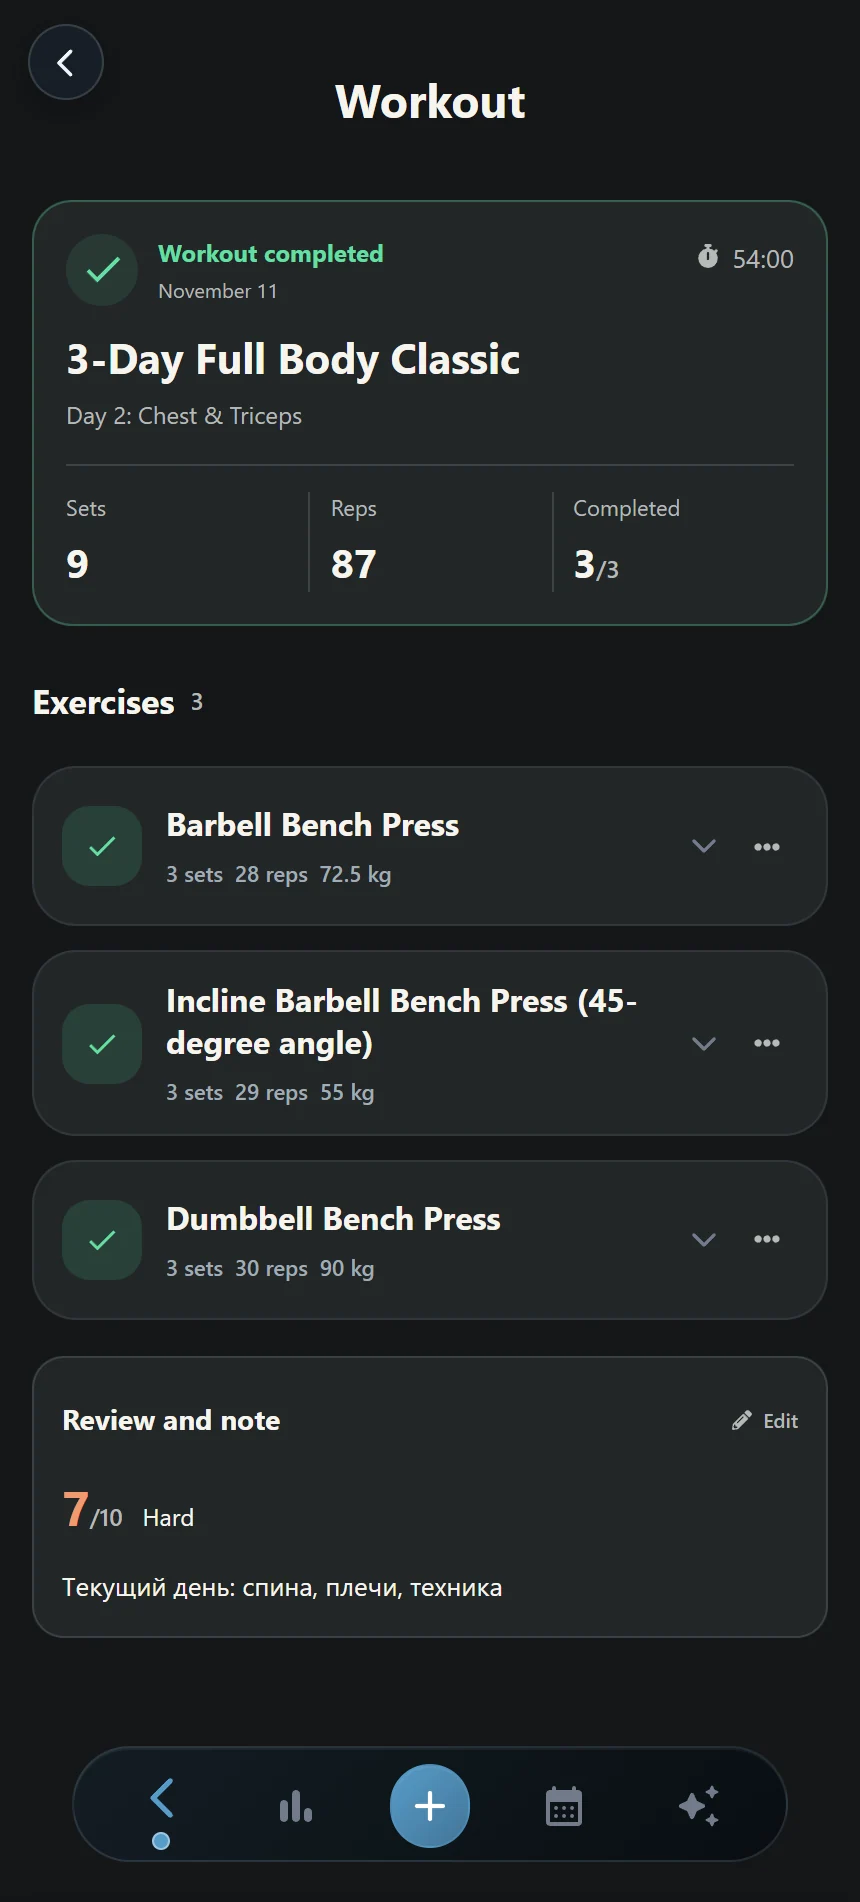 Workout
Workout completed
54:00
November 11
3-Day Full Body Classic
Day 2: Chest & Triceps
Sets
Reps
Completed
9
87
3/3
Exercises 3
Barbell Bench Press
3 sets 28 reps 72.5 kg
Incline Barbell Bench Press (45-
degree angle)
3 sets 29 reps 55 kg
Dumbbell Bench Press
3 sets 30 reps 90 kg
Review and note
Edit
7/10 Hard
Текущий день: спина, плечи, техника